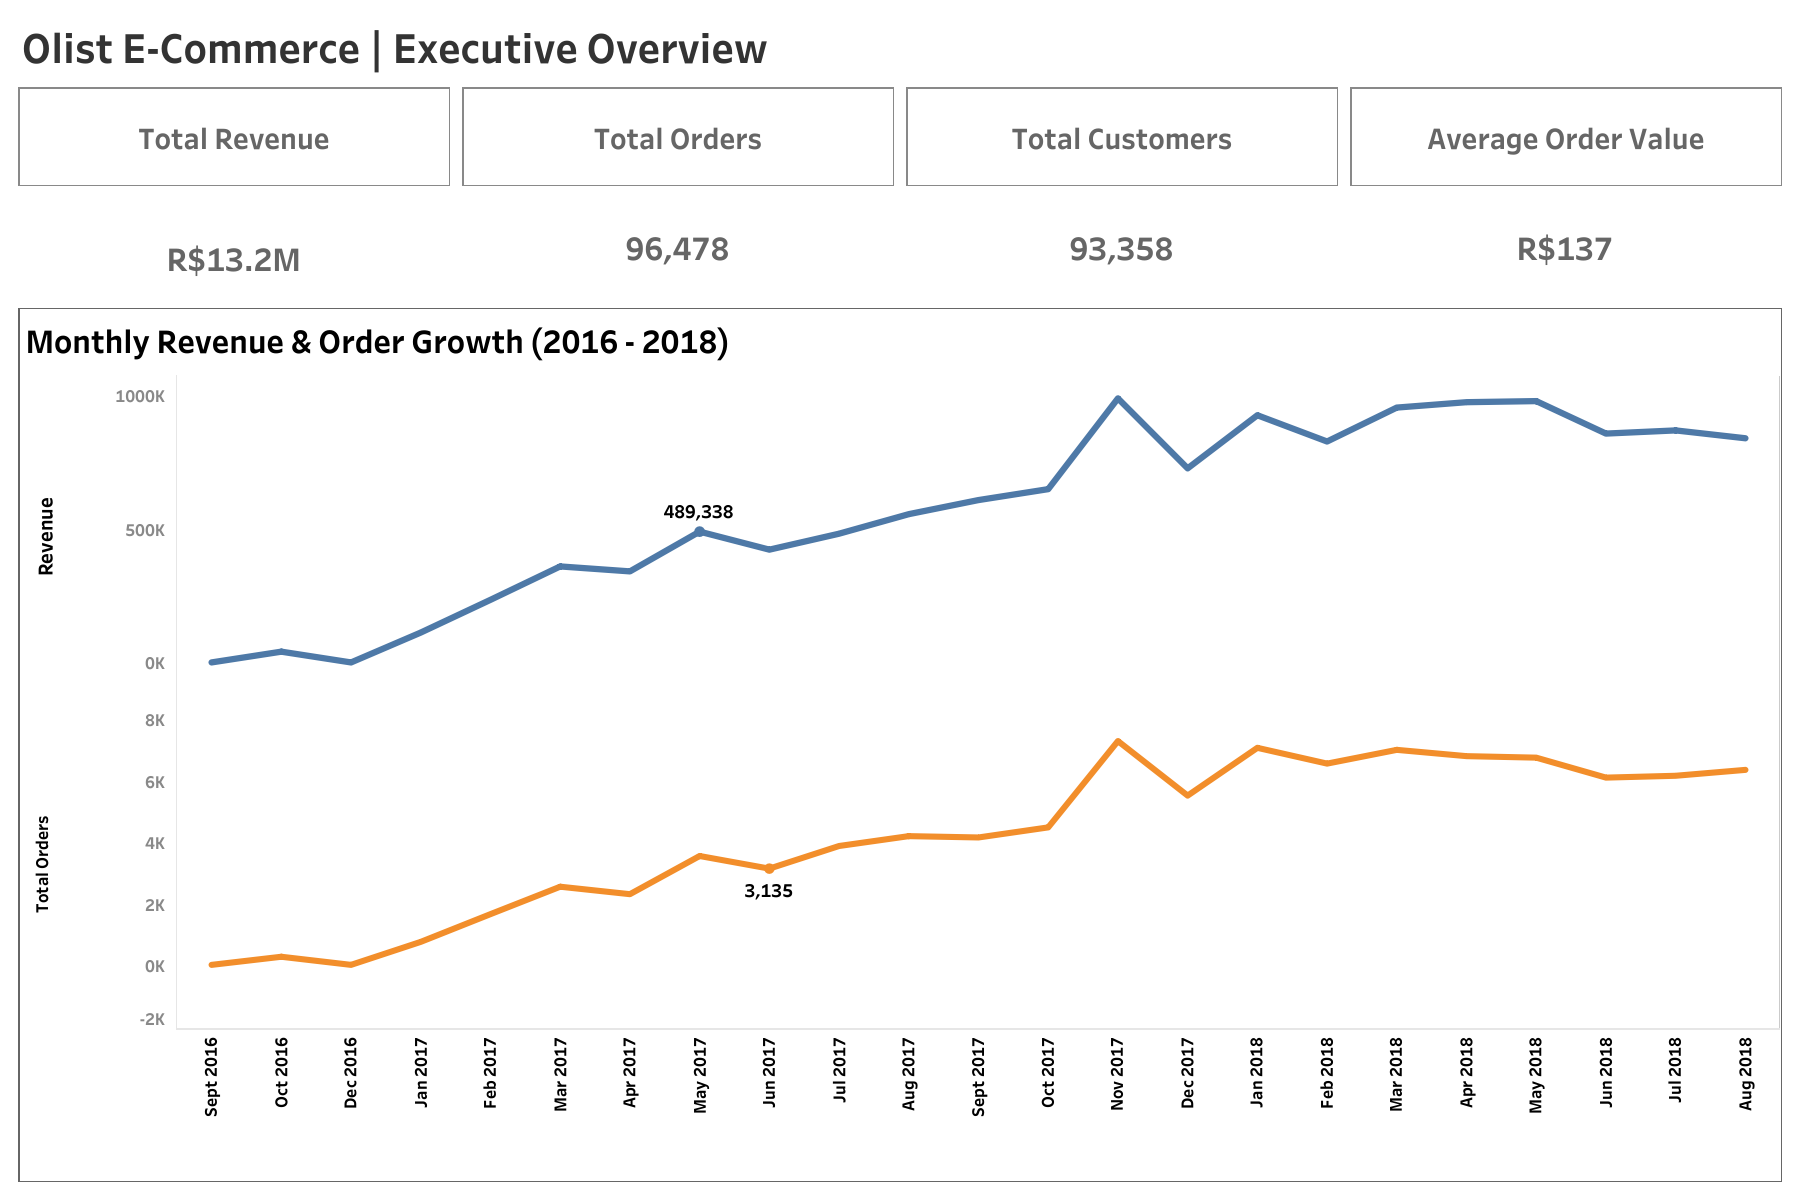 Olist E-Commerce | Executive Overview
Total Revenue
Total Orders
Total Customers
Average Order Value
R$13.2M
96,478
93,358
R$137
Monthly Revenue & Order Growth (2016 - 2018)
Revenue
1000K
500K
0K
489,338
Total Orders
8K
6K
4K
2K
0K
-2K
3,135
Sept 2016
Oct 2016
Dec 2016
Jan 2017
Feb 2017
Mar 2017
Apr 2017
May 2017
Jun 2017
Jul 2017
Aug 2017
Sept 2017
Oct 2017
Nov 2017
Dec 2017
Jan 2018
Feb 2018
Mar 2018
Apr 2018
May 2018
Jun 2018
Jul 2018
Aug 2018